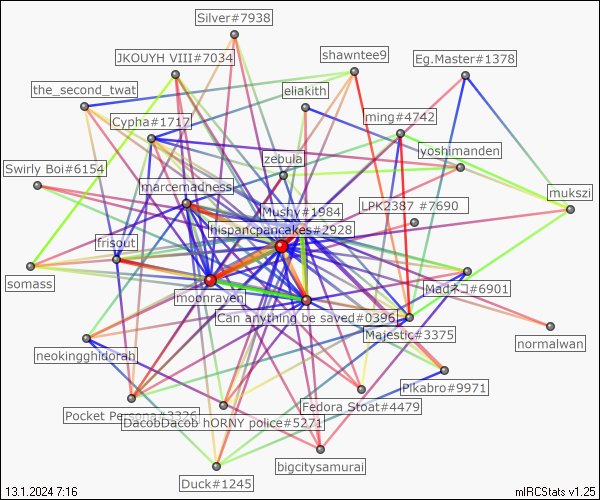 Silver#7938
shawntee9
JKOUYH VIII#7034
Eg.Master#1378
the_second_twat
eliakith
Cypha#1717
ming#4742
zebula
yoshimanden
Swirly Boi#6154
marcemadness
mukszi
Mushy#1984
LPK2387 #7690
hispancpancakes#2928
frisout
somass
moonraven
Madネコ#6901
Can anything be saved#0396
Majestic#3375
normalwan
neokingghidorah
Plkabro#9971
Fedora Stoat#4479
Pocket Persona#3326
DacobDacob hORNY police#5271
bigcitysamurai
Duck#1245
13.1.2024 7:16
mIRCStats v1.25